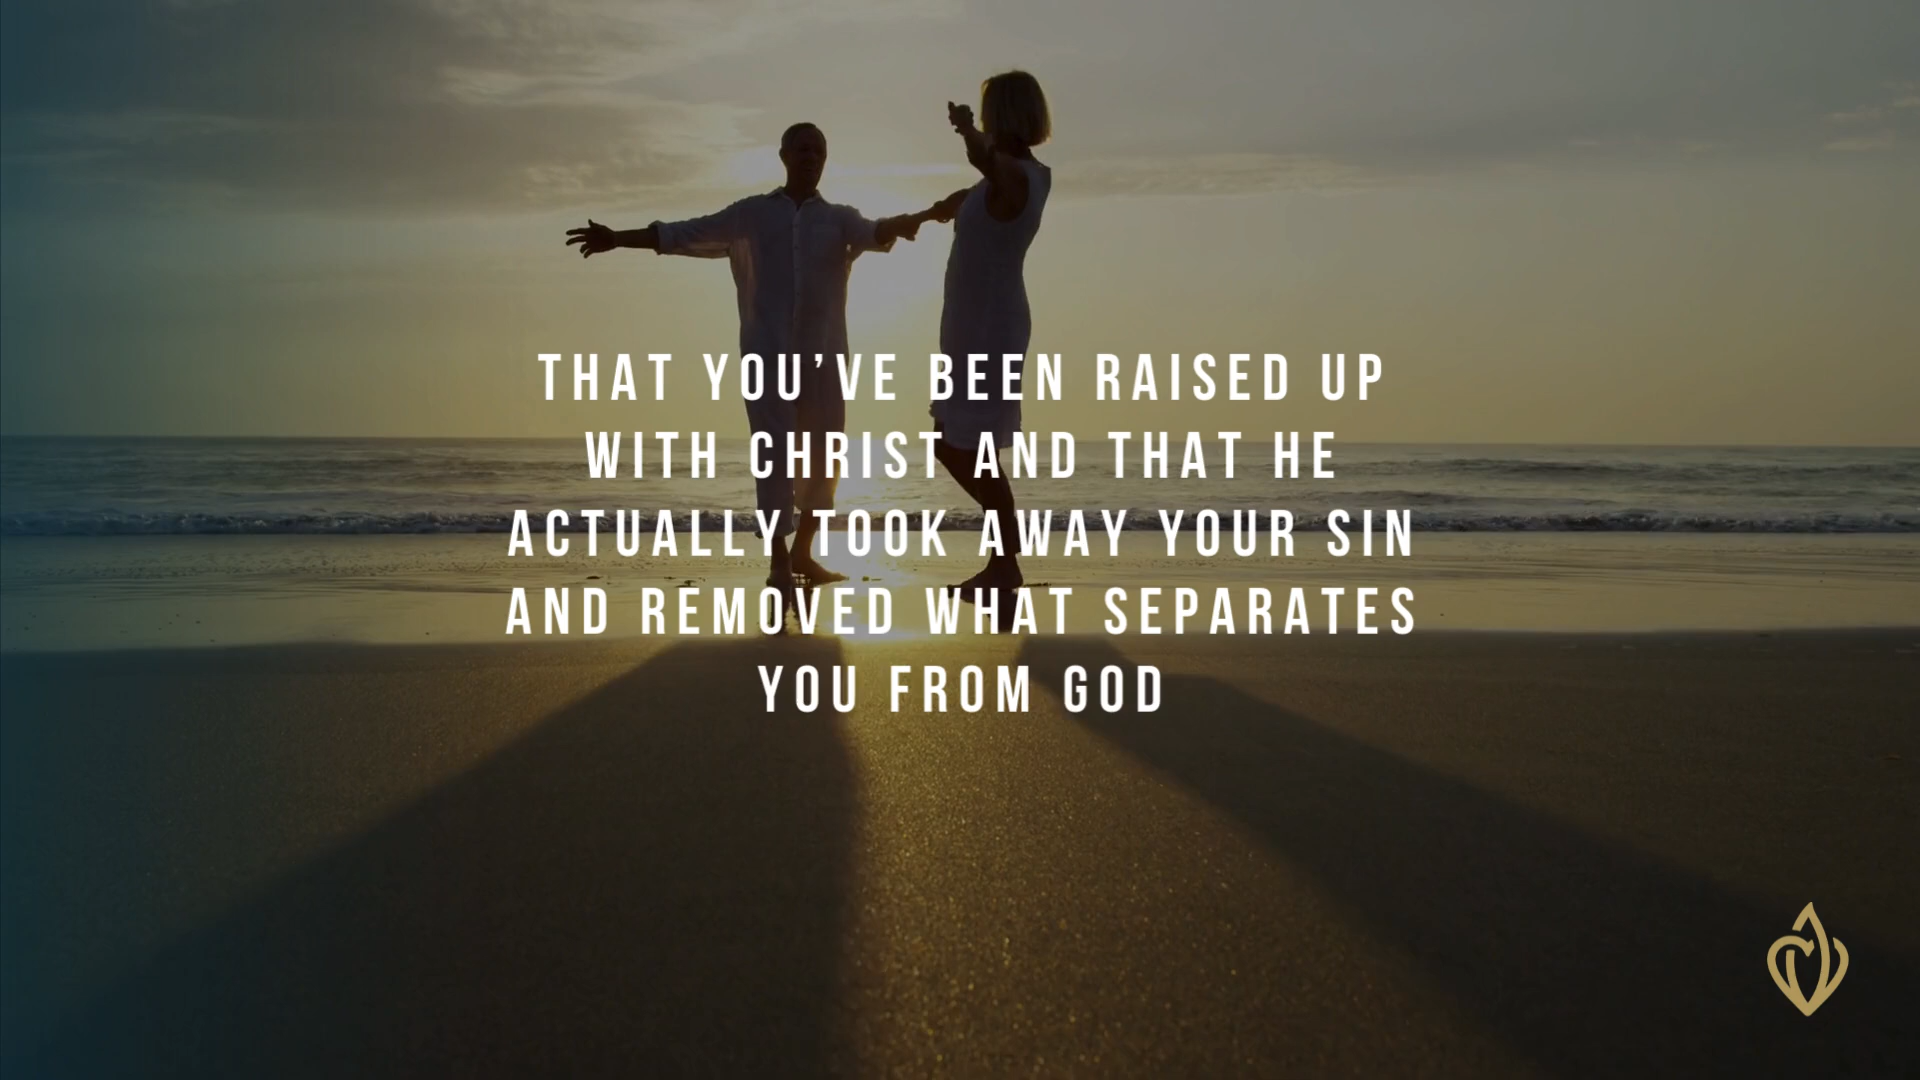 THAT YOU'VE BEEN RAISED UP
WITH CHRIST AND THAT HE
ACTUALLY TOOK AWAY YOUR SIN
AND REMOVED WHAT SEPARATES
YOU FROM GOD